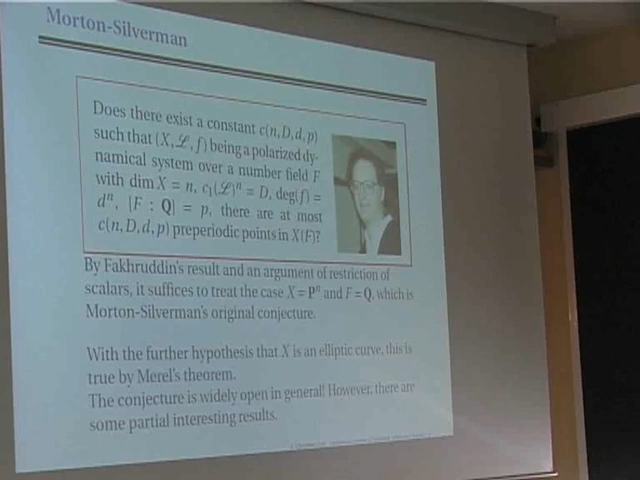 Morton-Silverman
Does there exist a constant c(n, D, d, p)
such that (X, ℒ, f) being a polarized dy-
namical system over a number field F
with dim X = n, c₁(ℒ)ⁿ = D, deg(f) =
dⁿ, [F : Q] = p, there are at most
c(n, D, d, p) preperiodic points in X(F)?
By Fakhruddin's result and an argument of restriction of
scalars, it suffices to treat the case X = Pⁿ and F = Q, which is
Morton-Silverman's original conjecture.
With the further hypothesis that X is an elliptic curve, this is
true by Merel's theorem.
The conjecture is widely open in general! However, there are
some partial interesting results.